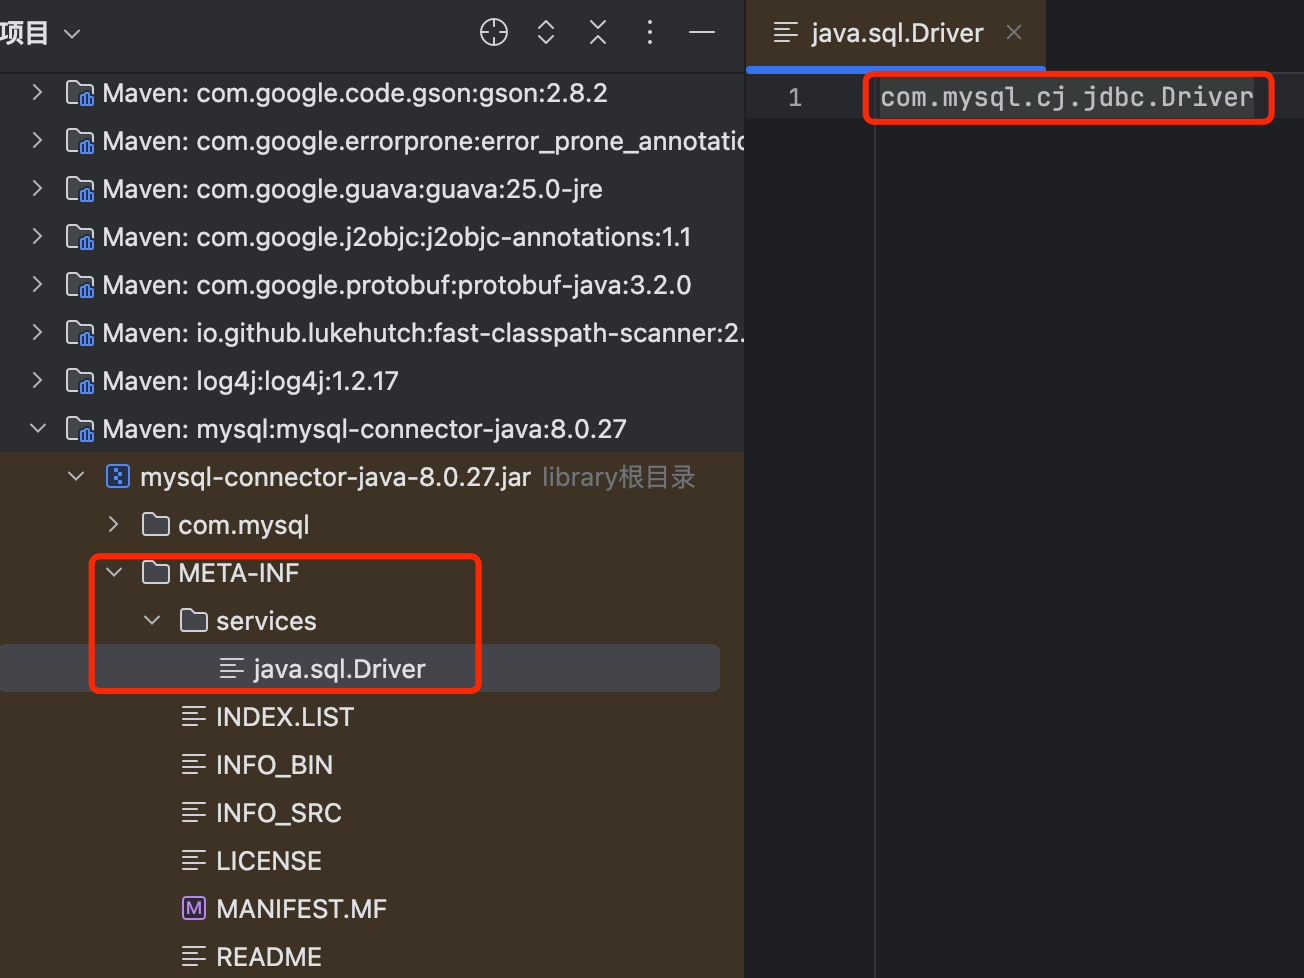 项目
Maven: com.google.code.gson:gson:2.8.2
Maven: com.google.errorprone:error_prone_annotatio
Maven: com.google.guava:guava:25.0-jre
Maven: com.google.j2objc:j2objc-annotations:1.1
Maven: com.google.protobuf:protobuf-java:3.2.0
Maven: io.github.lukehutch:fast-classpath-scanner:2.
Maven: log4j:log4j:1.2.17
Maven: mysql:mysql-connector-java:8.0.27
mysql-connector-java-8.0.27.jar library根目录
com.mysql
META-INF
services
java.sql.Driver
INDEX.LIST
INFO_BIN
INFO_SRC
LICENSE
MANIFEST.MF
README
java.sql.Driver
1 com.mysql.cj.jdbc.Driver